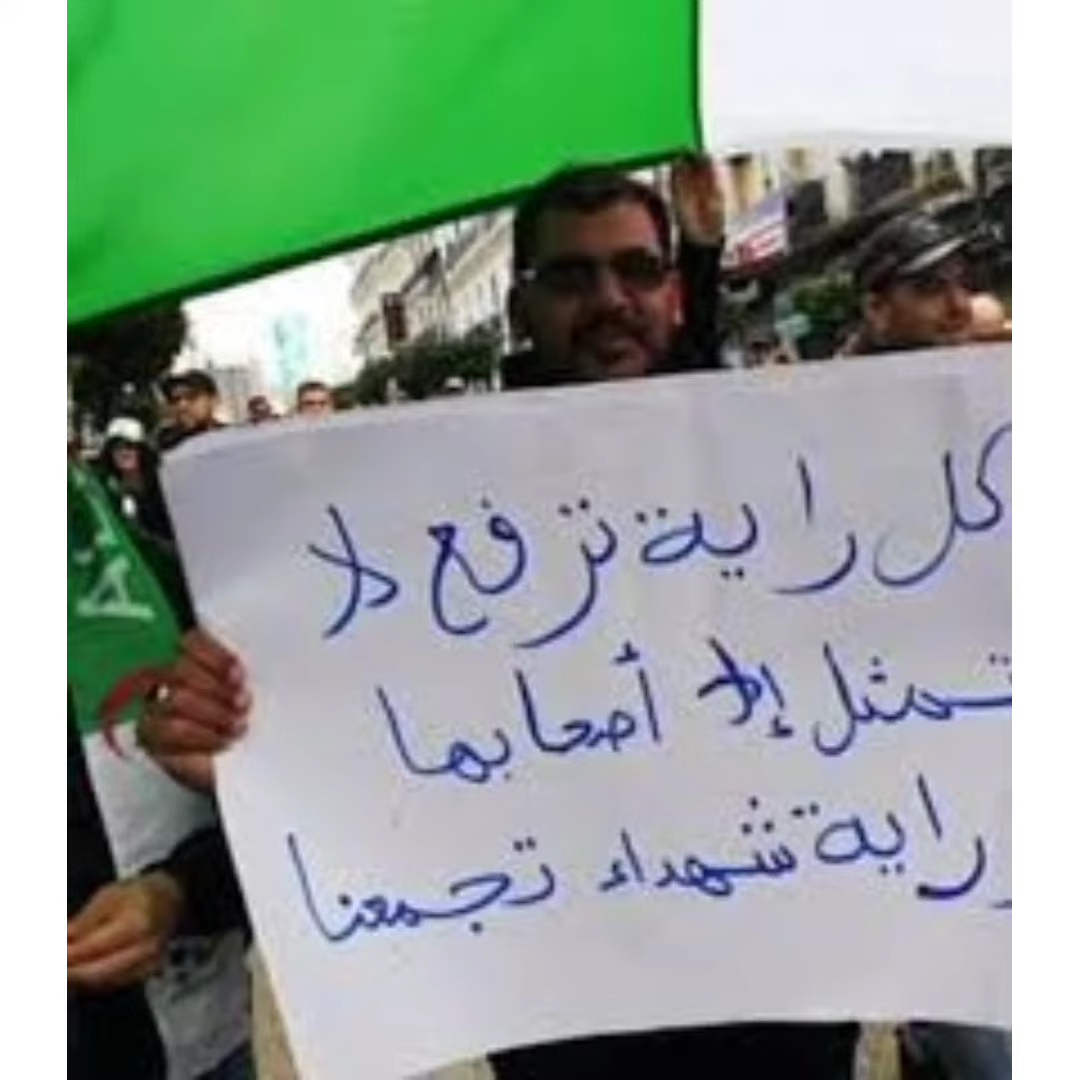 كل راية ترفع لا
تمثل إلا أصحابها
راية شهداء تجمعنا